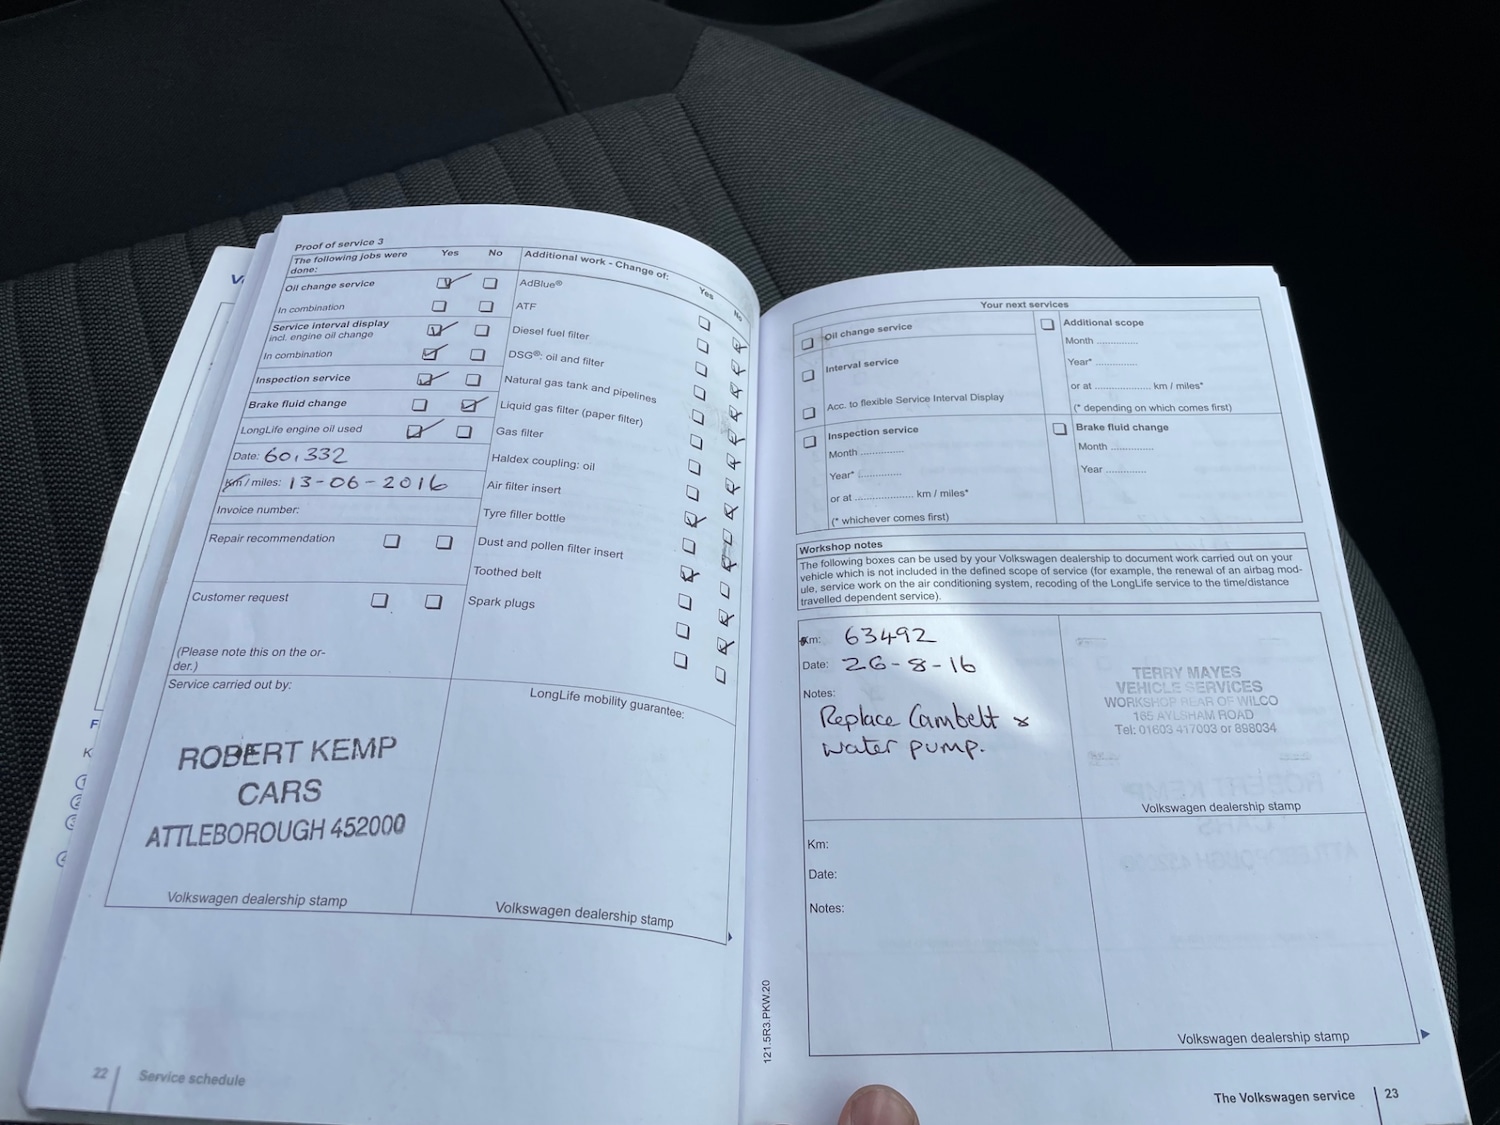 Proof of service 3
The following jobs were done: Yes No
Oil change service
In combination
Service interval display
incl. engine oil change
In combination
Inspection service
Brake fluid change
LongLife engine oil used
Date: 60,332
Km / miles: 13-06-2016
Invoice number:
Repair recommendation
Customer request
(Please note this on the or-
der.)
Additional work - Change of: Yes No
AdBlue®
ATF
Diesel fuel filter
DSG®: oil and filter
Natural gas tank and pipelines
Liquid gas filter (paper filter)
Gas filter
Haldex coupling: oil
Air filter insert
Tyre filler bottle
Dust and pollen filter insert
Toothed belt
Spark plugs
Service carried out by:
ROBERT KEMP
CARS
ATTLEBOROUGH 452000
Volkswagen dealership stamp
LongLife mobility guarantee:
Volkswagen dealership stamp
22 Service schedule
121.5R3.PKW.20
Your next services
Oil change service
Interval service
Acc. to flexible Service Interval Display
Inspection service
Month ..............
Year* ..............
or at ................... km / miles*
(* whichever comes first)
Additional scope
Month ..............
Year* ..............
or at ................... km / miles*
(* depending on which comes first)
Brake fluid change
Month ..............
Year ..............
Workshop notes
The following boxes can be used by your Volkswagen dealership to document work carried out on your
vehicle which is not included in the defined scope of service (for example, the renewal of an airbag mod-
ule, service work on the air conditioning system, recoding of the LongLife service to the time/distance
travelled dependent service).
Km: 63492
Date: 26-8-16
Notes:
Replace Cambelt &
water pump.
TERRY MAYES
VEHICLE SERVICES
WORKSHOP REAR OF WILCO
165 AYLSHAM ROAD
Tel: 01603 417003 or 898034
Volkswagen dealership stamp
Km:
Date:
Notes:
Volkswagen dealership stamp
The Volkswagen service 23